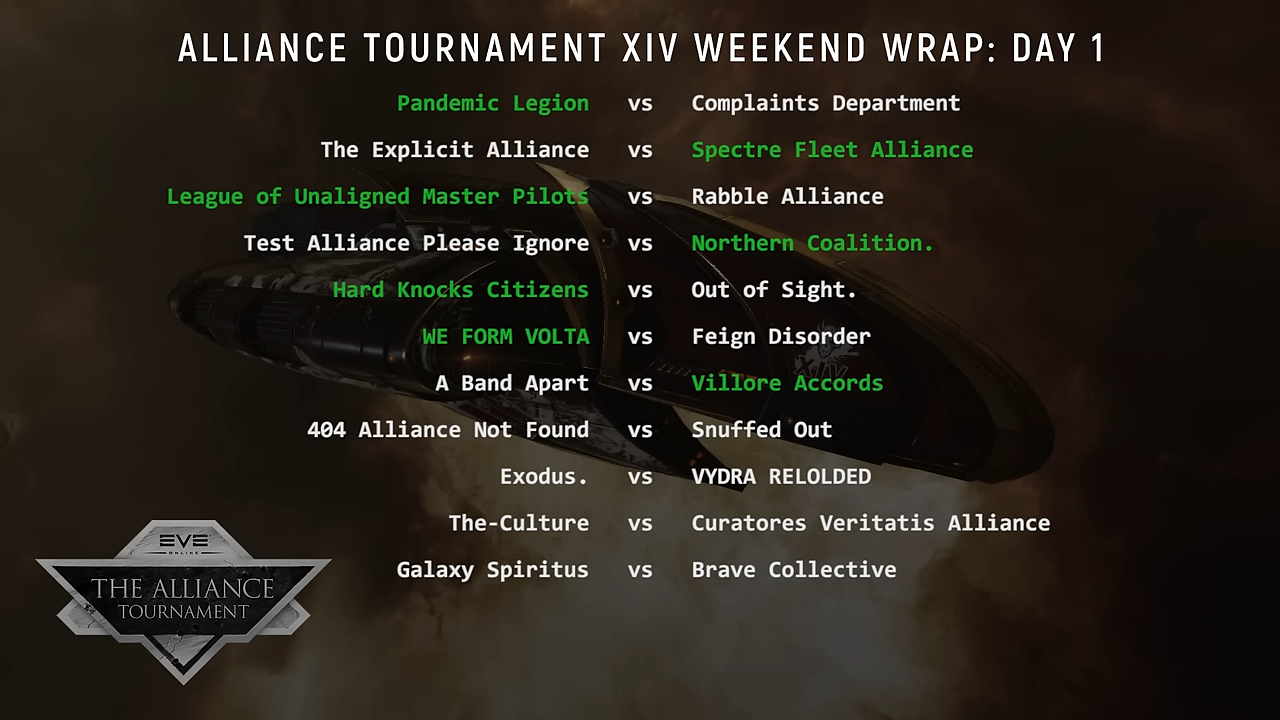 ALLIANCE TOURNAMENT XIV WEEKEND WRAP: DAY 1
Pandemic Legion vs Complaints Department
The Explicit Alliance vs Spectre Fleet Alliance
League of Unaligned Master Pilots vs Rabble Alliance
Test Alliance Please Ignore vs Northern Coalition.
Hard Knocks Citizens vs Out of Sight.
WE FORM VOLTA vs Feign Disorder
A Band Apart vs Villore Accords
404 Alliance Not Found vs Snuffed Out
Exodus. vs VYDRA RELOLDED
The-Culture vs Curatores Veritatis Alliance
Galaxy Spiritus vs Brave Collective
EVE
ONLINE
THE ALLIANCE
TOURNAMENT
XIV